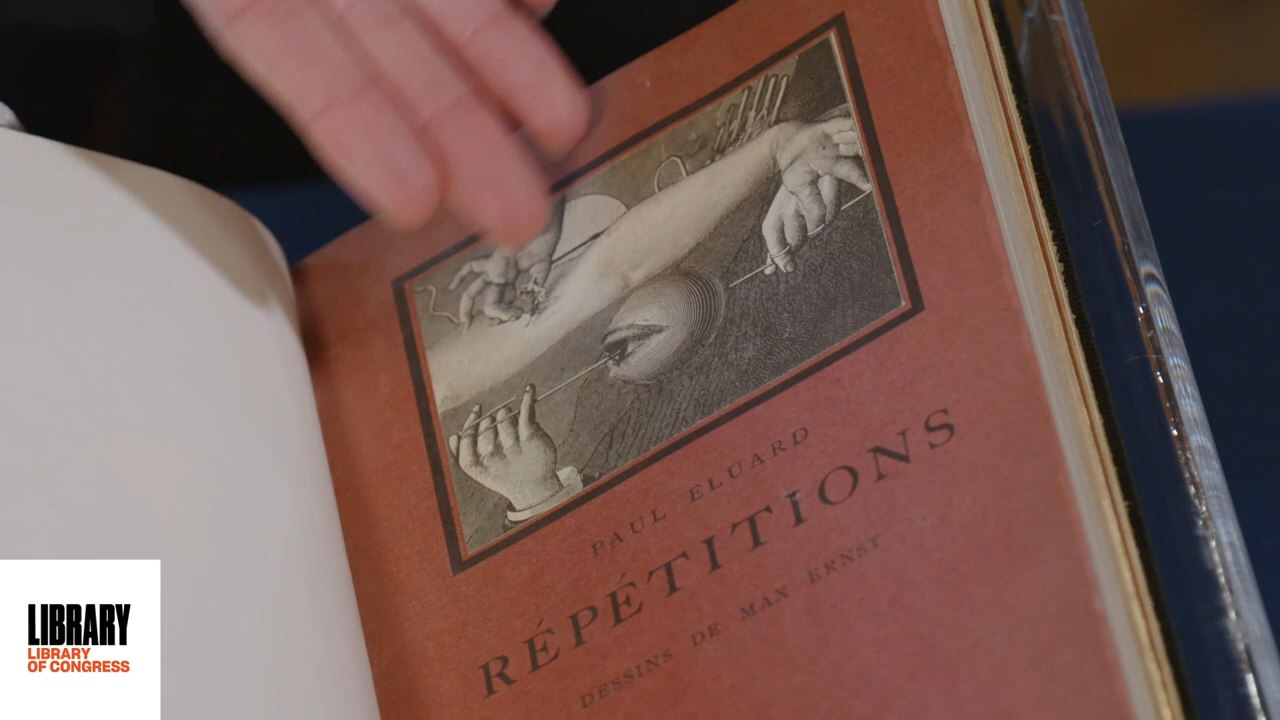 PAUL ELUARD
RÉPÉTITIONS
DESSINS DE MAX ERNST
LIBRARY
LIBRARY
OF CONGRESS